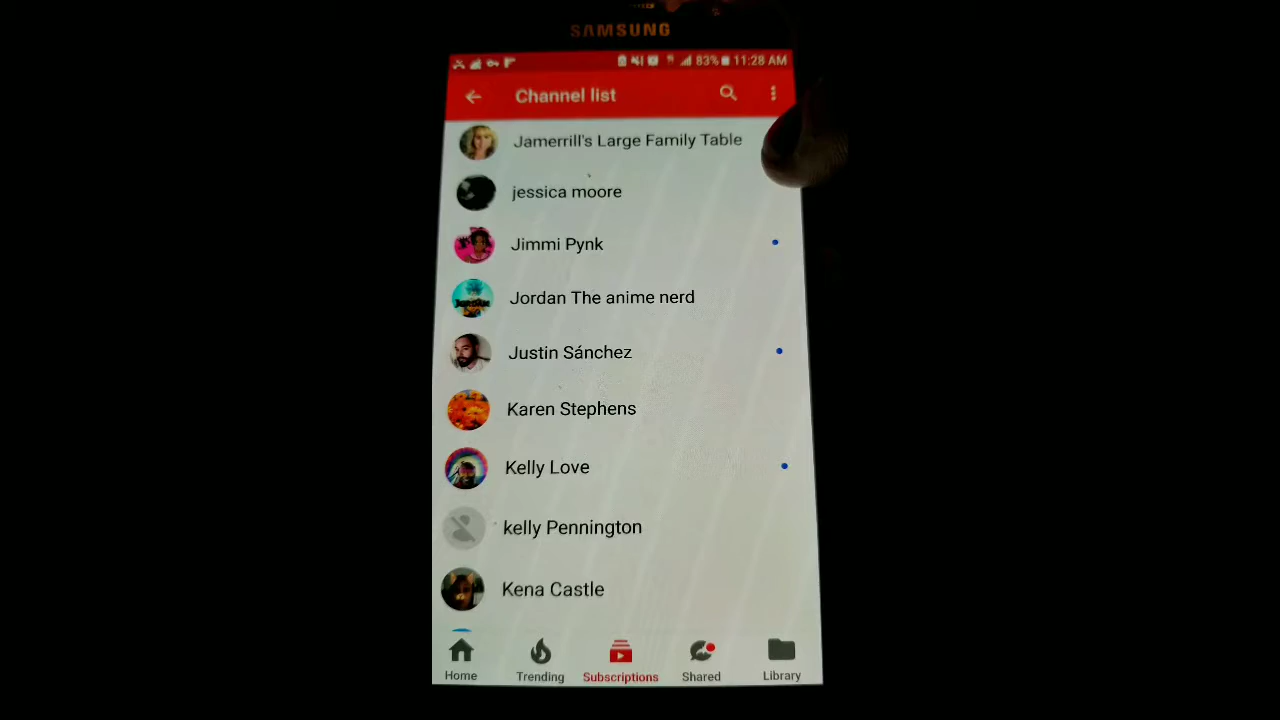 SAMSUNG
83% 11:28 AM
Channel list
Jamerrill's Large Family Table
jessica moore
Jimmi Pynk
Jordan The anime nerd
Justin Sánchez
Karen Stephens
Kelly Love
kelly Pennington
Kena Castle
Home Trending Subscriptions Shared Library